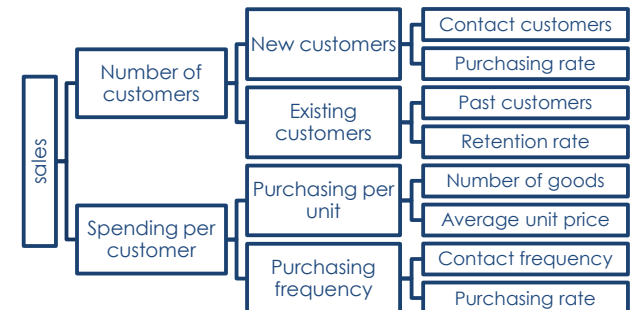 sales
Number of
customers
Spending per
customer
New customers
Existing
customers
Purchasing per
unit
Purchasing
frequency
Contact customers
Purchasing rate
Past customers
Retention rate
Number of goods
Average unit price
Contact frequency
Purchasing rate